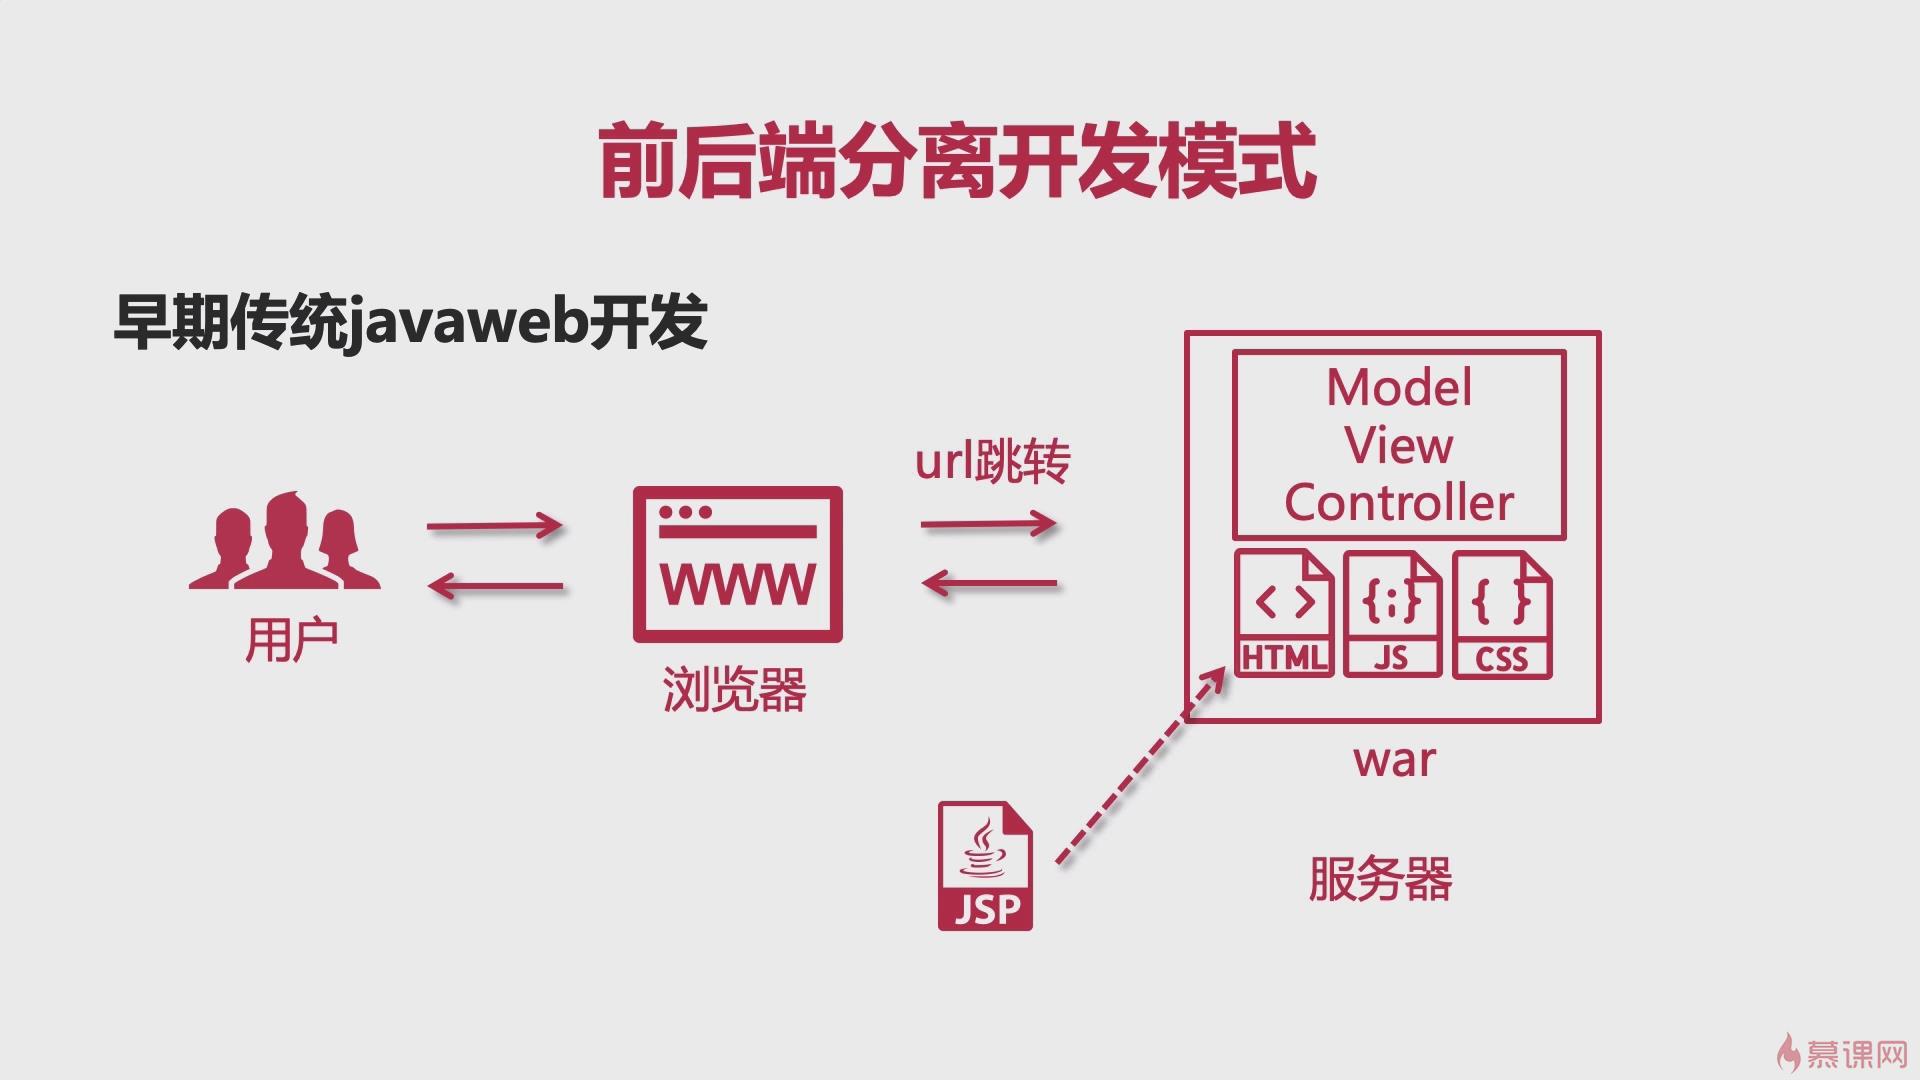 前后端分离开发模式
早期传统javaweb开发
用户
WWW
浏览器
url跳转
Model
View
Controller
< >
HTML
{;}
JS
{ }
CSS
war
JSP
服务器
慕课网